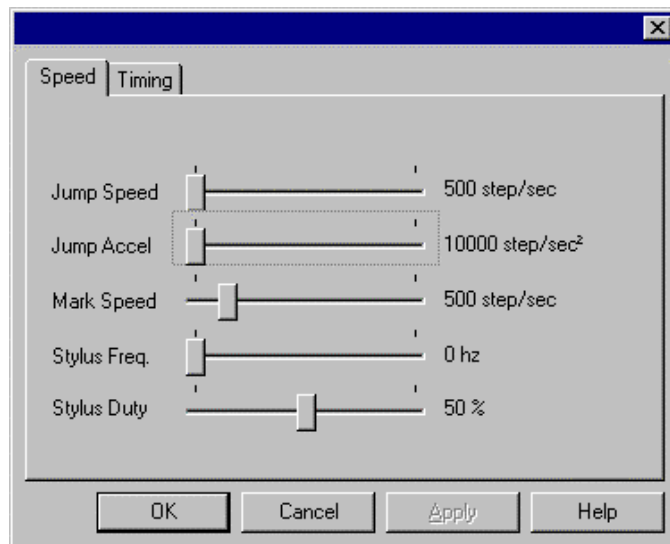 Speed Timing
Jump Speed 500 step/sec
Jump Accel 10000 step/sec²
Mark Speed 500 step/sec
Stylus Freq. 0 hz
Stylus Duty 50 %
OK Cancel Apply Help